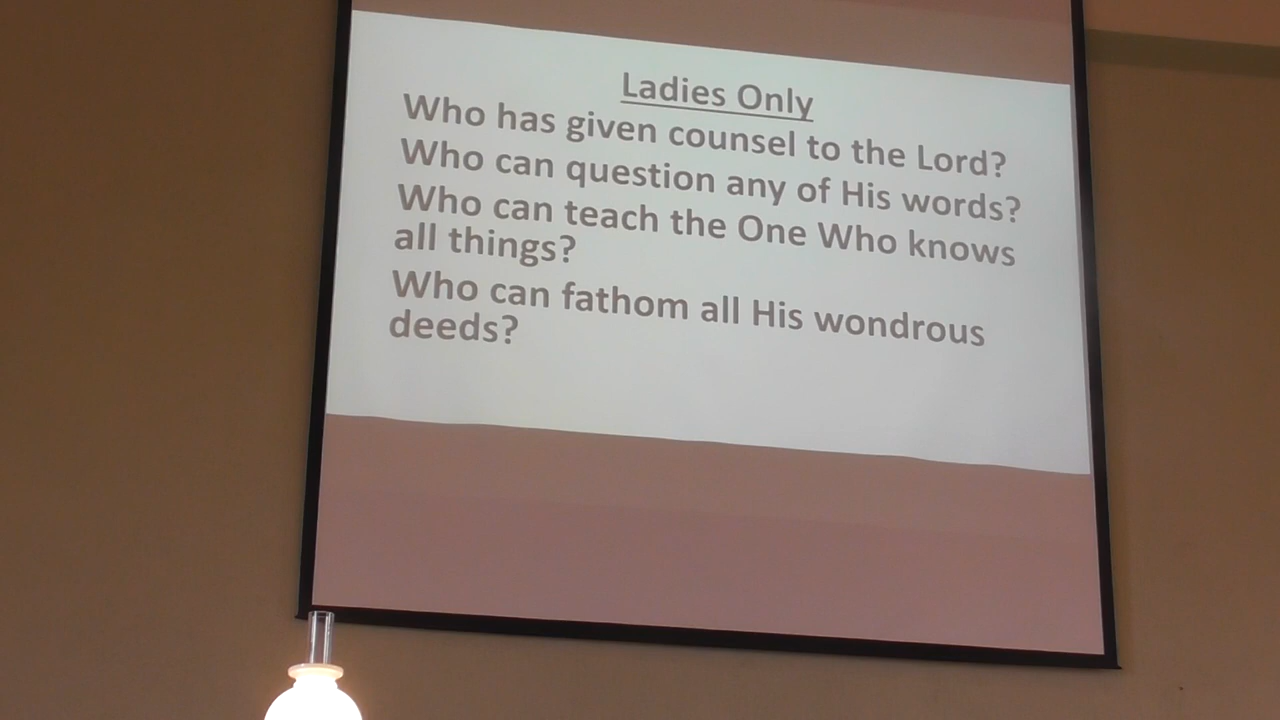 Ladies Only
Who has given counsel to the Lord?
Who can question any of His words?
Who can teach the One Who knows
all things?
Who can fathom all His wondrous
deeds?